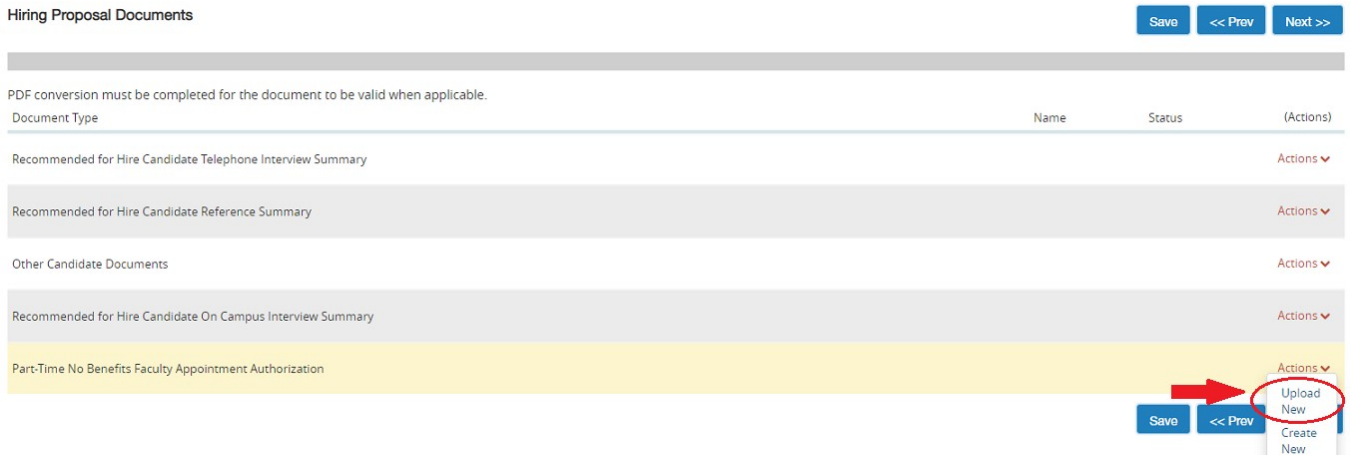 Hiring Proposal Documents
Save << Prev Next >>
PDF conversion must be completed for the document to be valid when applicable.
Document Type Name Status (Actions)
Recommended for Hire Candidate Telephone Interview Summary Actions
Recommended for Hire Candidate Reference Summary Actions
Other Candidate Documents Actions
Recommended for Hire Candidate On Campus Interview Summary Actions
Part-Time No Benefits Faculty Appointment Authorization Actions
Upload
New
Save << Prev
Create
New